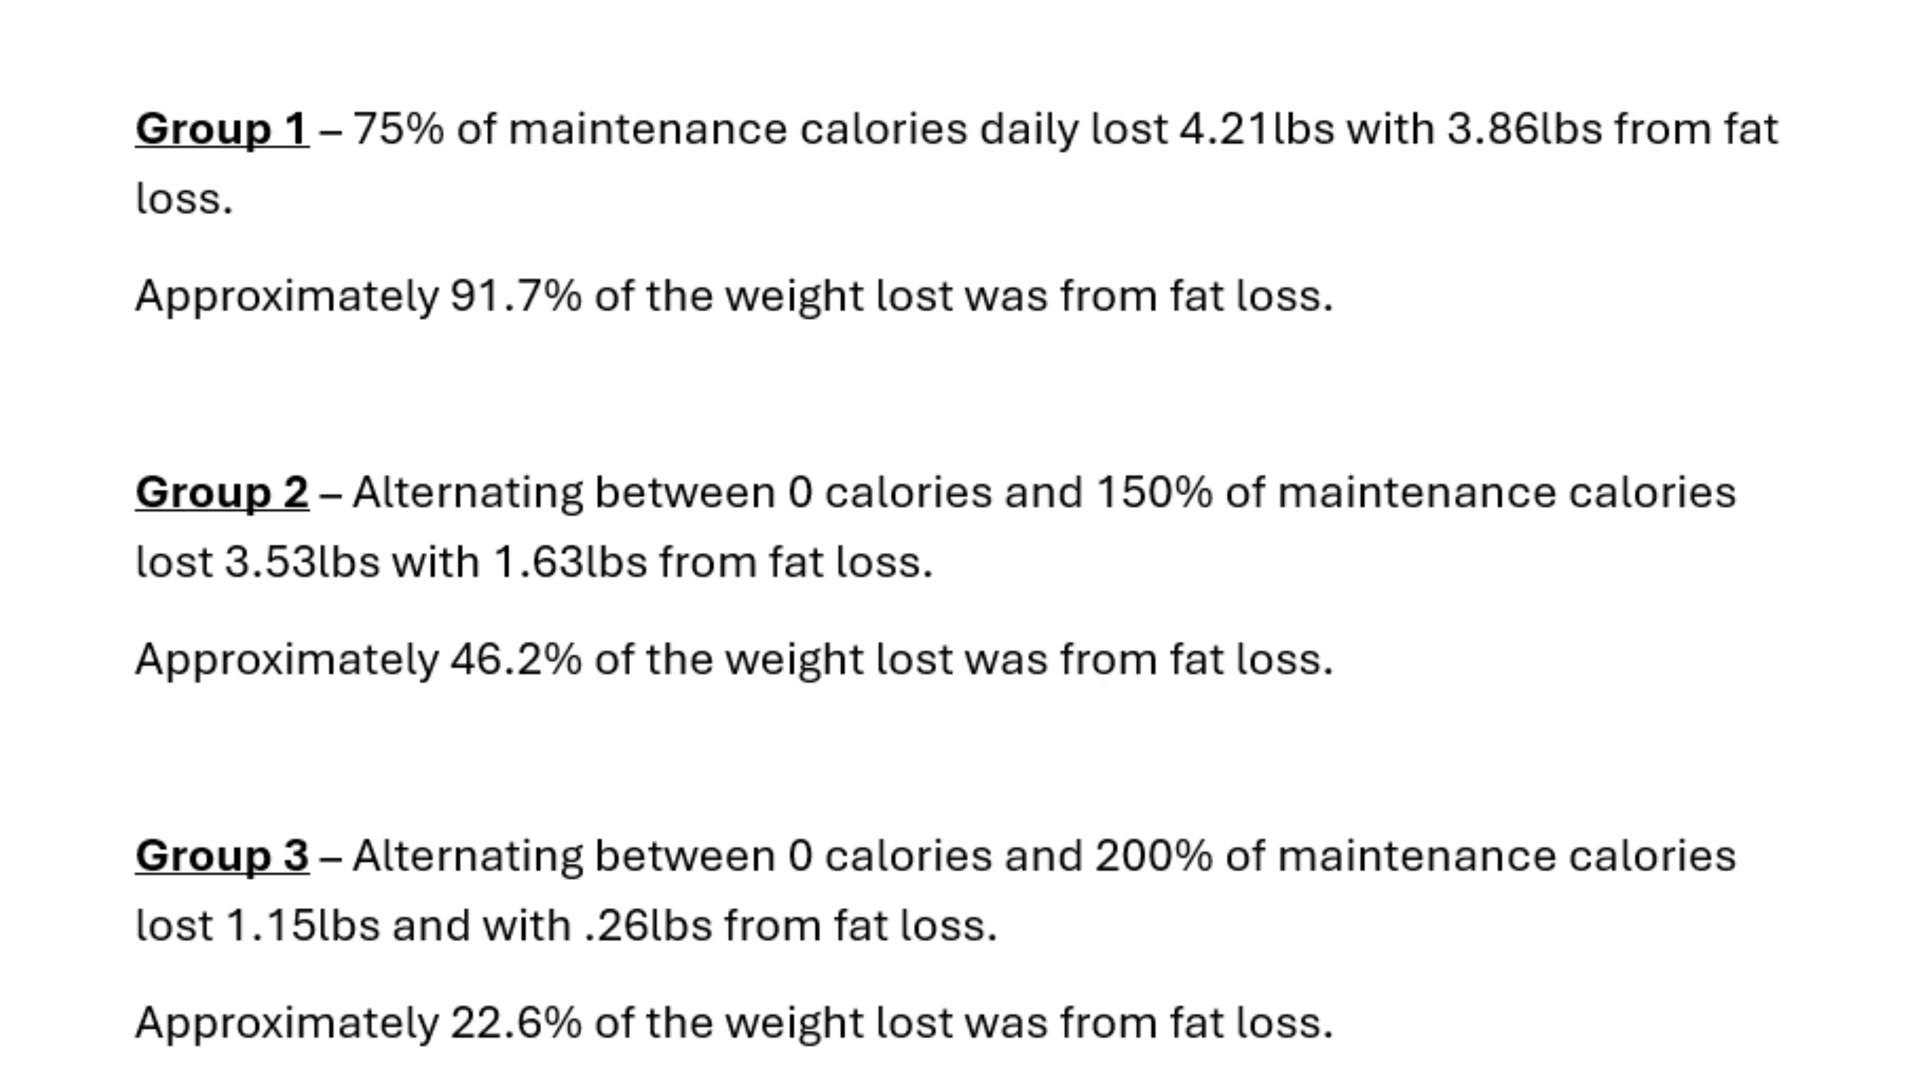 Group 1 – 75% of maintenance calories daily lost 4.21lbs with 3.86lbs from fat
loss.
Approximately 91.7% of the weight lost was from fat loss.
Group 2 – Alternating between 0 calories and 150% of maintenance calories
lost 3.53lbs with 1.63lbs from fat loss.
Approximately 46.2% of the weight lost was from fat loss.
Group 3 – Alternating between 0 calories and 200% of maintenance calories
lost 1.15lbs and with .26lbs from fat loss.
Approximately 22.6% of the weight lost was from fat loss.